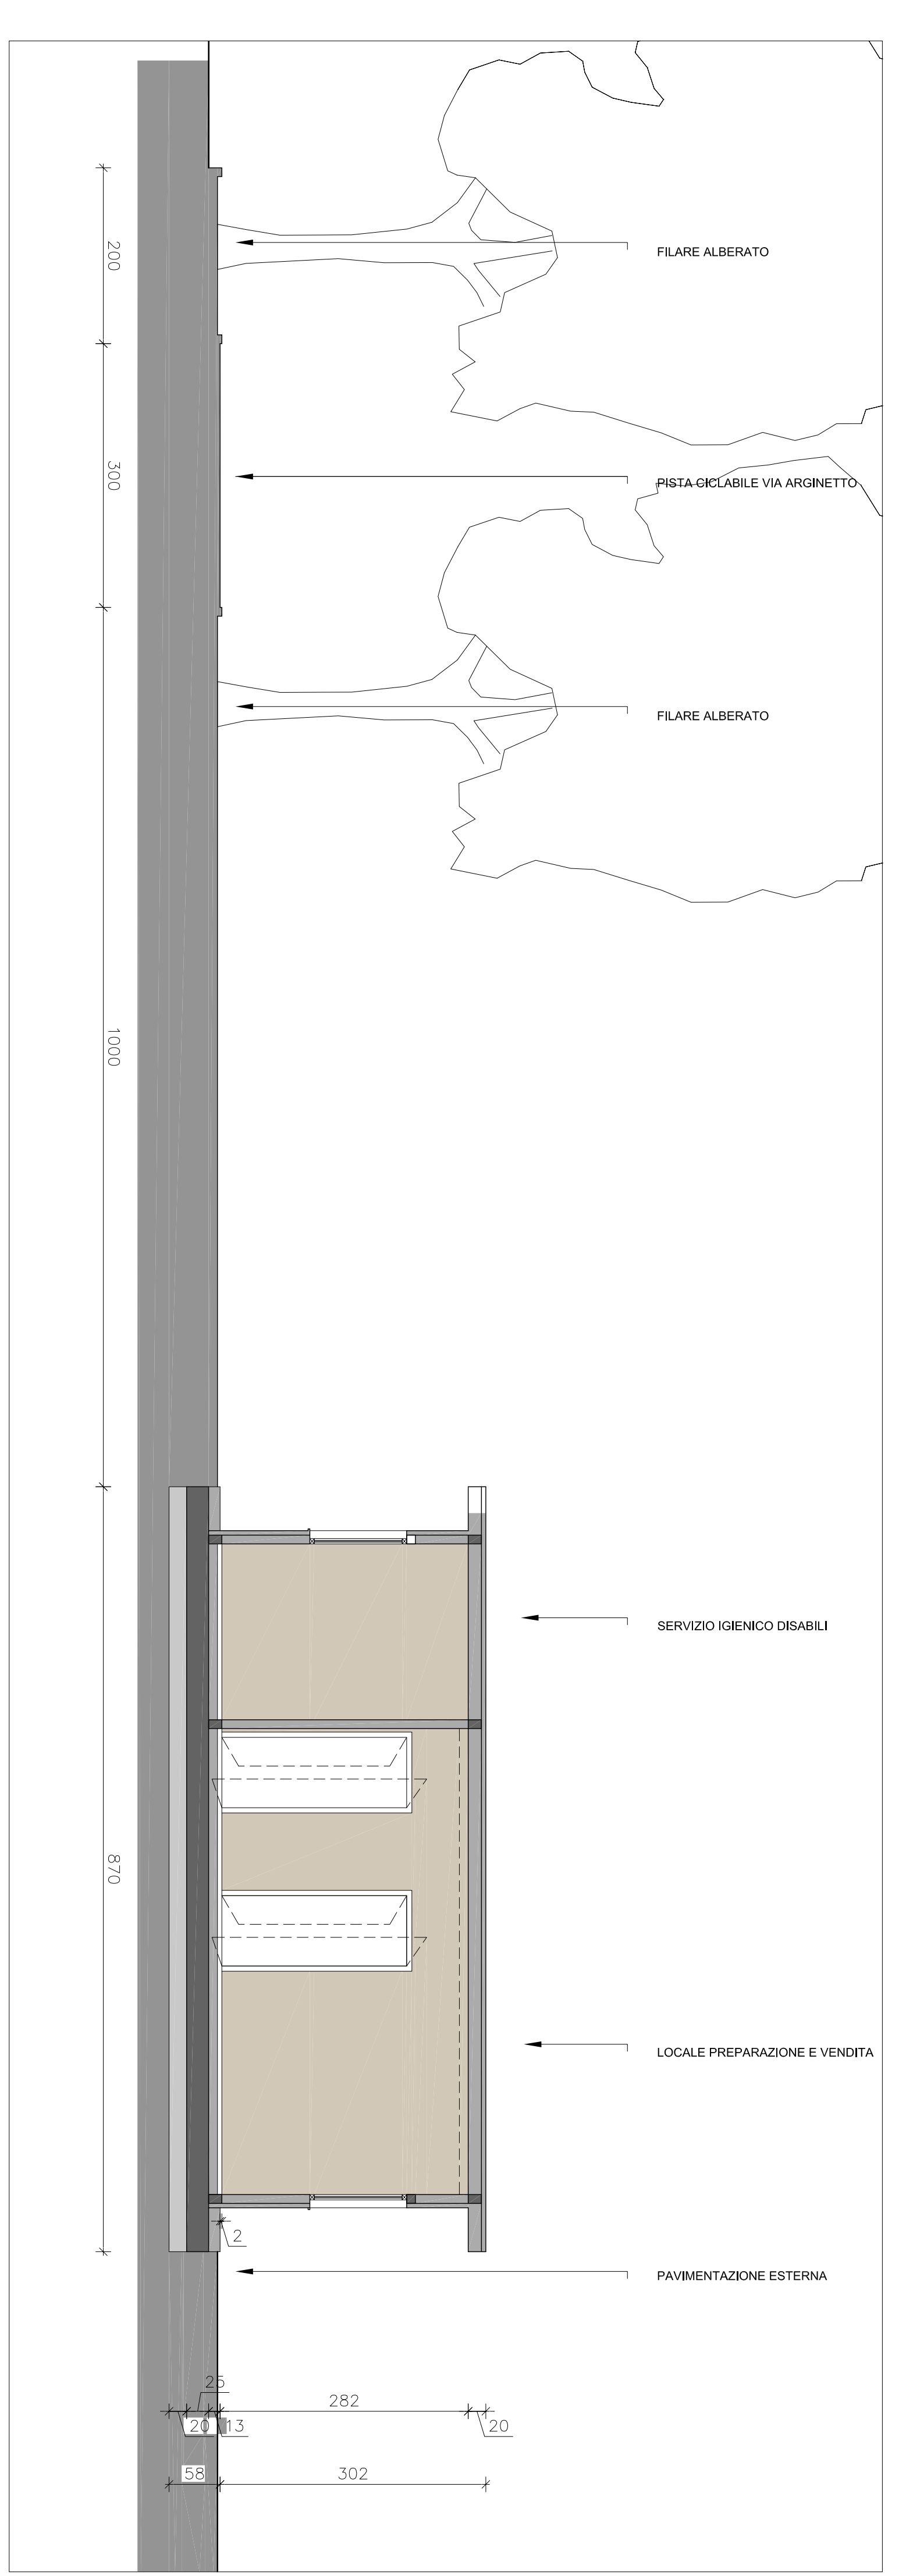 200
FILARE ALBERATO
300
PISTA CICLABILE VIA ARGINETTO
FILARE ALBERATO
1000
SERVIZIO IGIENICO DISABILI
870
LOCALE PREPARAZIONE E VENDITA
2
PAVIMENTAZIONE ESTERNA
25
282
20
13
20
58
302